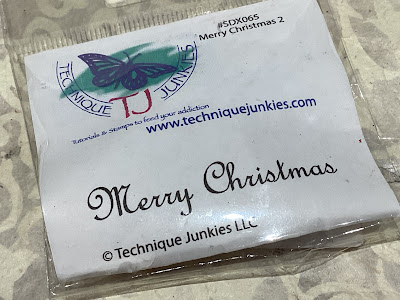 #SDX065
Merry Christmas 2
TECHNIQUE
TJ
JUNKIES
Tutorials & Stamps to feed your addiction
www.techniquejunkies.com
Merry Christmas
© Technique Junkies LLC